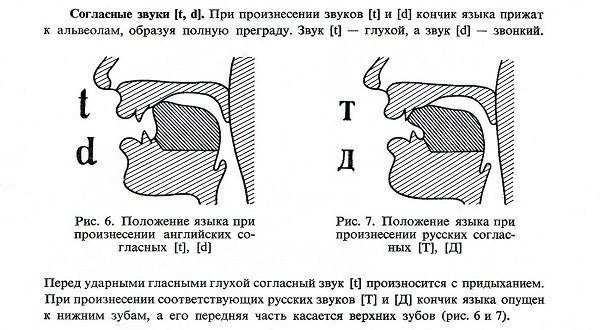 Согласные звуки [t, d]. При произнесении звуков [t] и [d] кончик языка прижат
к альвеолам, образуя полную преграду. Звук [t] — глухой, а звук [d] — звонкий.
t
d
Рис. 6. Положение языка при
произнесении английских со-
гласных [t], [d]
Т
Д
Рис. 7. Положение языка при
произнесении русских соглас-
ных [Т], [Д]
Перед ударными гласными глухой согласный звук [t] произносится с придыханием.
При произнесении соответствующих русских звуков [Т] и [Д] кончик языка опущен
к нижним зубам, а его передняя часть касается верхних зубов (рис. 6 и 7).